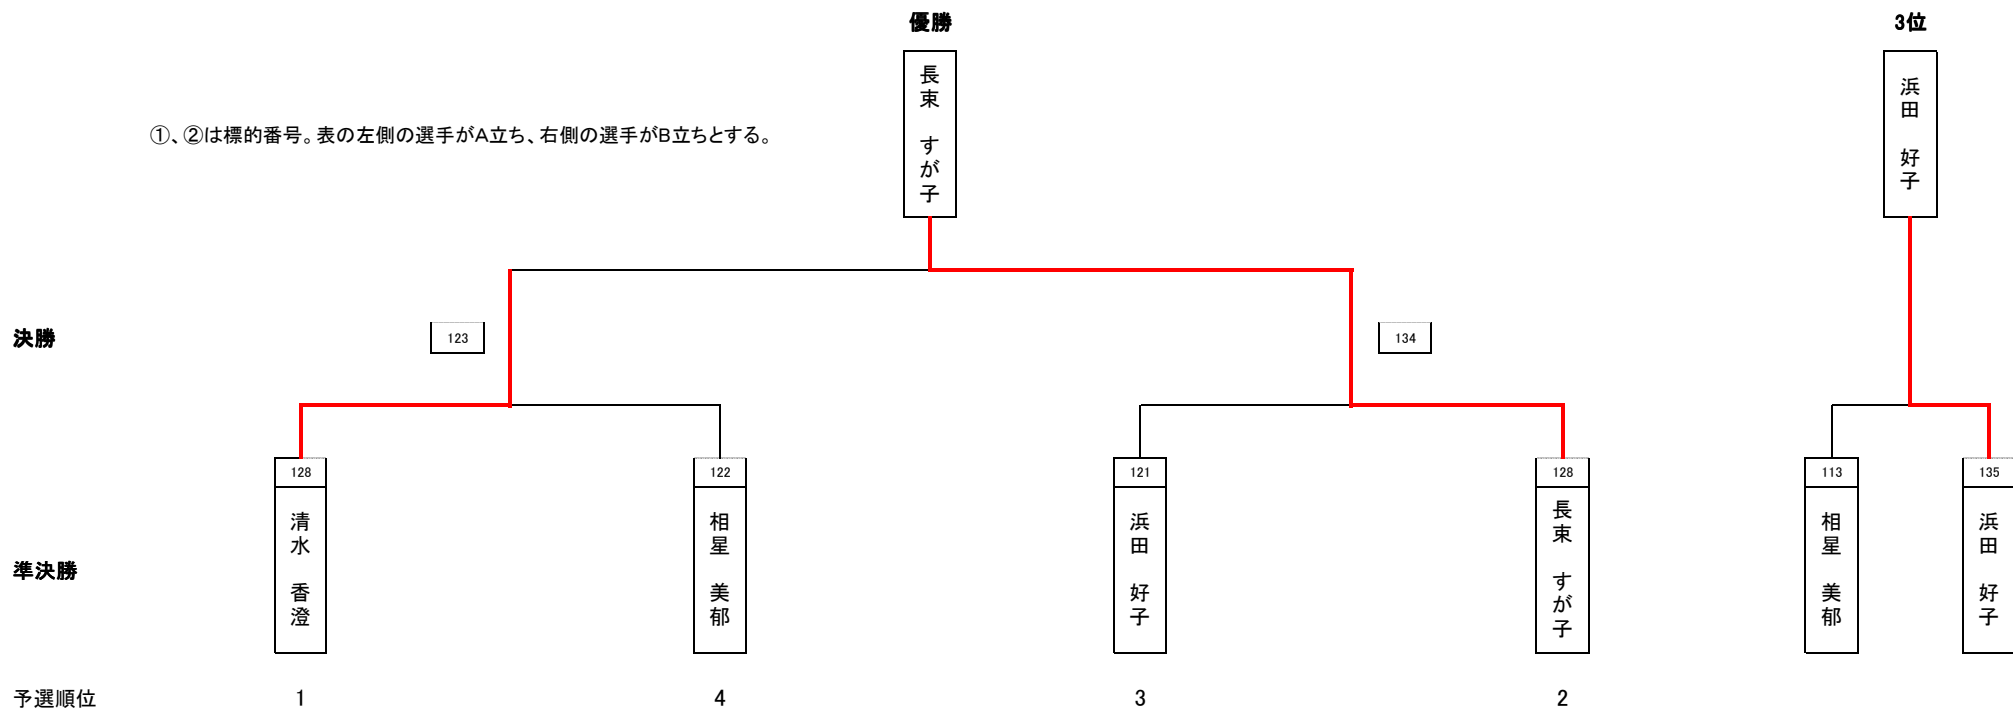 優勝
3位
長束　すが子
浜田　好子
①、②は標的番号。表の左側の選手がA立ち、右側の選手がB立ちとする。
決勝
123
134
128
122
121
128
113
135
清水　香澄
相星　美郁
浜田　好子
長束　すが子
相星　美郁
浜田　好子
準決勝
予選順位
1
4
3
2